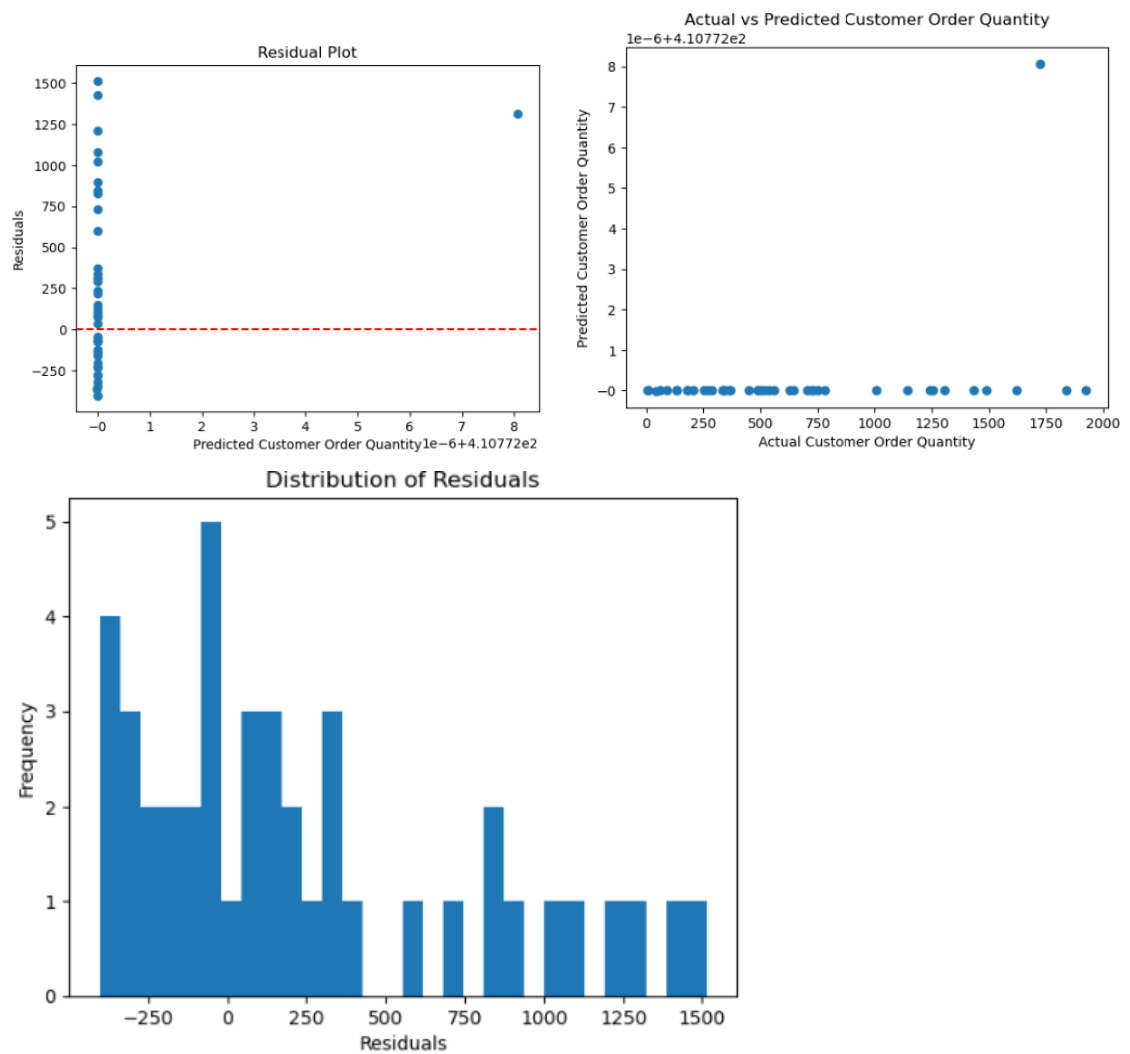 Residual Plot
1500
1250
1000
750
500
250
0
−250
Residuals
−0 1 2 3 4 5 6 7 8
Predicted Customer Order Quantity 1e−6+4.10772e2
Actual vs Predicted Customer Order Quantity
1e−6+4.10772e2
8
7
6
5
4
3
2
1
−0
Predicted Customer Order Quantity
0 250 500 750 1000 1250 1500 1750 2000
Actual Customer Order Quantity
Distribution of Residuals
5
4
3
2
1
0
Frequency
−250 0 250 500 750 1000 1250 1500
Residuals